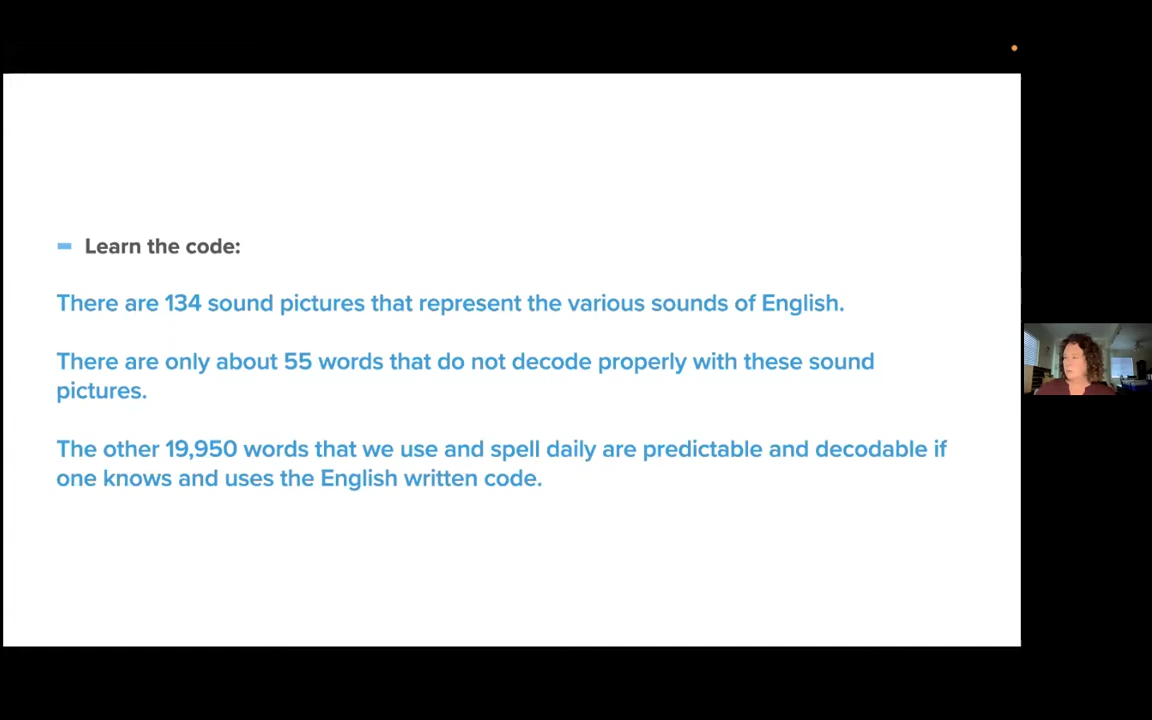 Learn the code:
There are 134 sound pictures that represent the various sounds of English.
There are only about 55 words that do not decode properly with these sound
pictures.
The other 19,950 words that we use and spell daily are predictable and decodable if
one knows and uses the English written code.